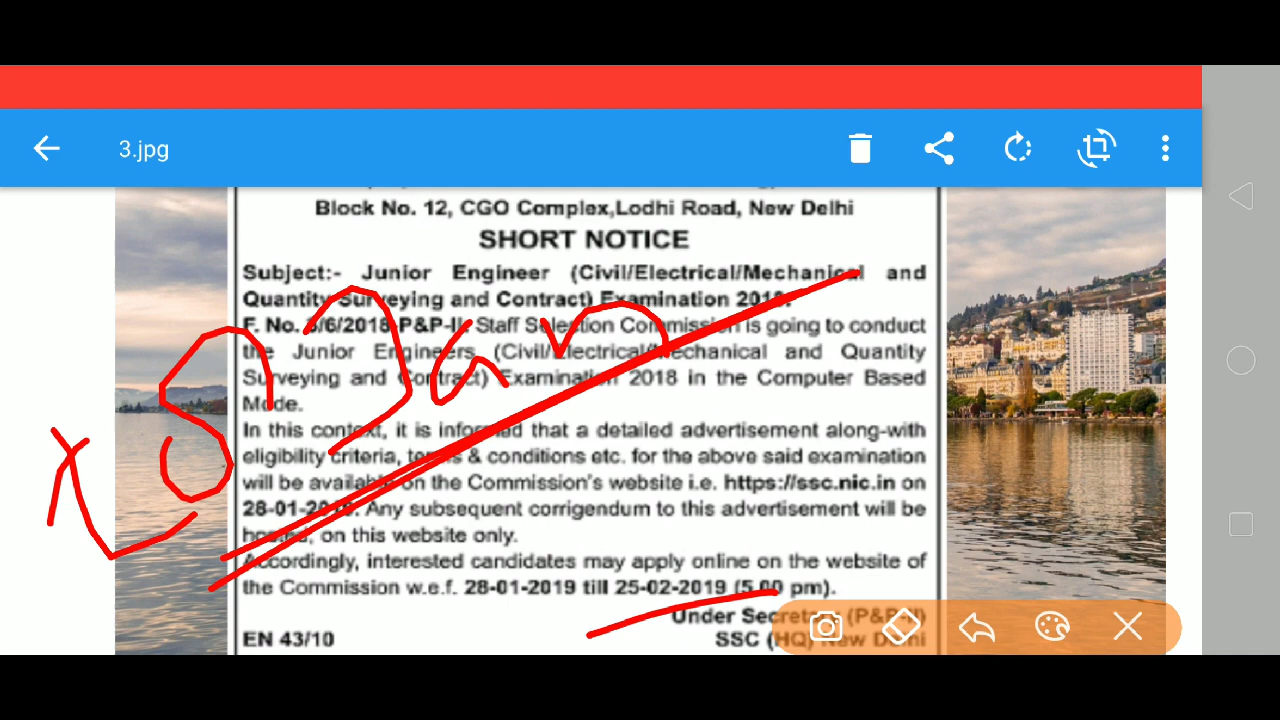 3.jpg
Block No. 12, CGO Complex,Lodhi Road, New Delhi
SHORT NOTICE
Subject:- Junior Engineer (Civil/Electrical/Mechanical and
Quantity Surveying and Contract) Examination 2018.
F. No. 3/6/2018-P&P-II: Staff Selection Commission is going to conduct
the Junior Engineers (Civil/Electrical/Mechanical and Quantity
Surveying and Contract) Examination 2018 in the Computer Based
Mode.
In this context, it is informed that a detailed advertisement along-with
eligibility criteria, terms & conditions etc. for the above said examination
will be available on the Commission's website i.e. https://ssc.nic.in on
28-01-2019. Any subsequent corrigendum to this advertisement will be
hosted, on this website only.
Accordingly, interested candidates may apply online on the website of
the Commission w.e.f. 28-01-2019 till 25-02-2019 (5.00 pm).
Under Secretary (P&P-II)
EN 43/10 SSC (HQ) New Delhi